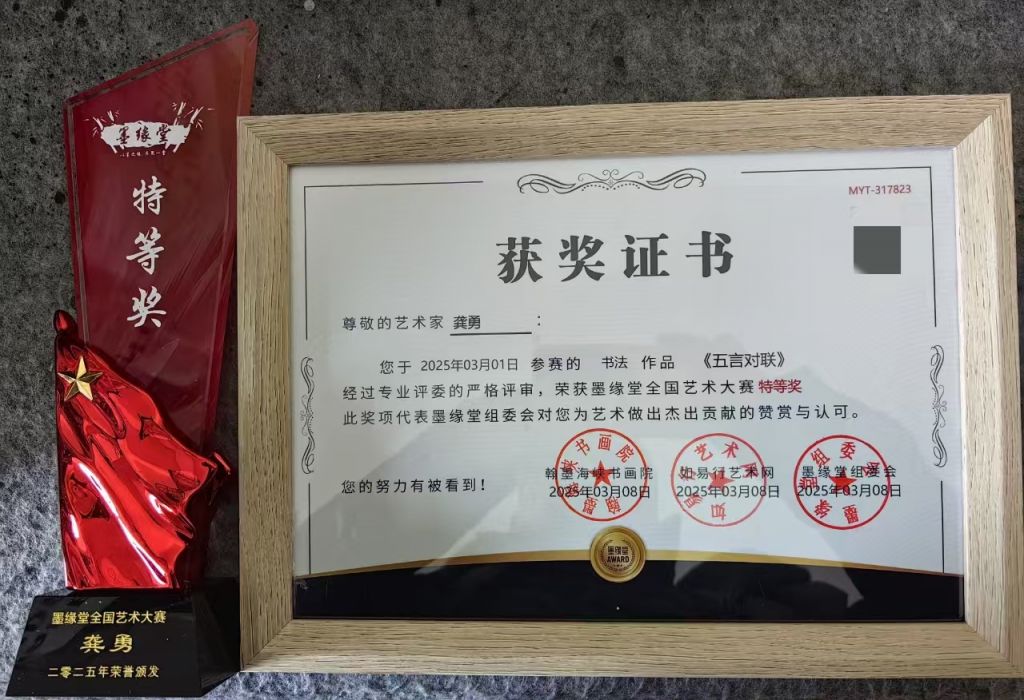 墨缘堂
特等奖
墨缘堂全国艺术大赛
龚勇
二零二五年荣誉颁发
MYT-317823
获奖证书
尊敬的艺术家 龚勇 :
您于 2025年03月01日 参赛的 书法 作品 《五言对联》
经过专业评委的严格评审，荣获墨缘堂全国艺术大赛 特等奖
此奖项代表墨缘堂组委会对您为艺术做出杰出贡献的赞赏与认可。
您的努力有被看到！
翰墨海峡书画院 如易行艺术网 墨缘堂组委会
2025年03月08日 2025年03月08日 2025年03月08日
墨缘堂
AWARD